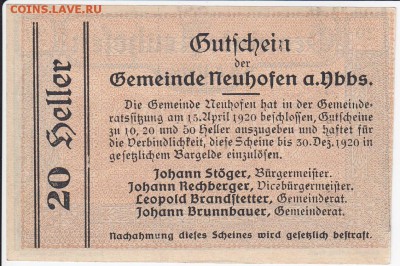 COINS.LAVE.RU
20 Heller
Gutschein
der
Gemeinde Neuhofen a. Ybbs.
Die Gemeinde Neuhofen hat in der Gemeinde-
ratssitzung am 15. April 1920 beschlossen, Gutscheine
zu 10, 20 und 50 Heller auszugeben und haftet für
die Verbindlichkeit, diese Scheine bis 30. Dez. 1920 in
gesetzlichem Bargelde einzulösen.
Johann Stöger, Bürgermeister.
Johann Rechberger, Vizebürgermeister.
Leopold Brandstetter, Gemeinderat.
Johann Brunnbauer, Gemeinderat.
Nachahmung dieses Scheines wird gesetzlich bestraft.